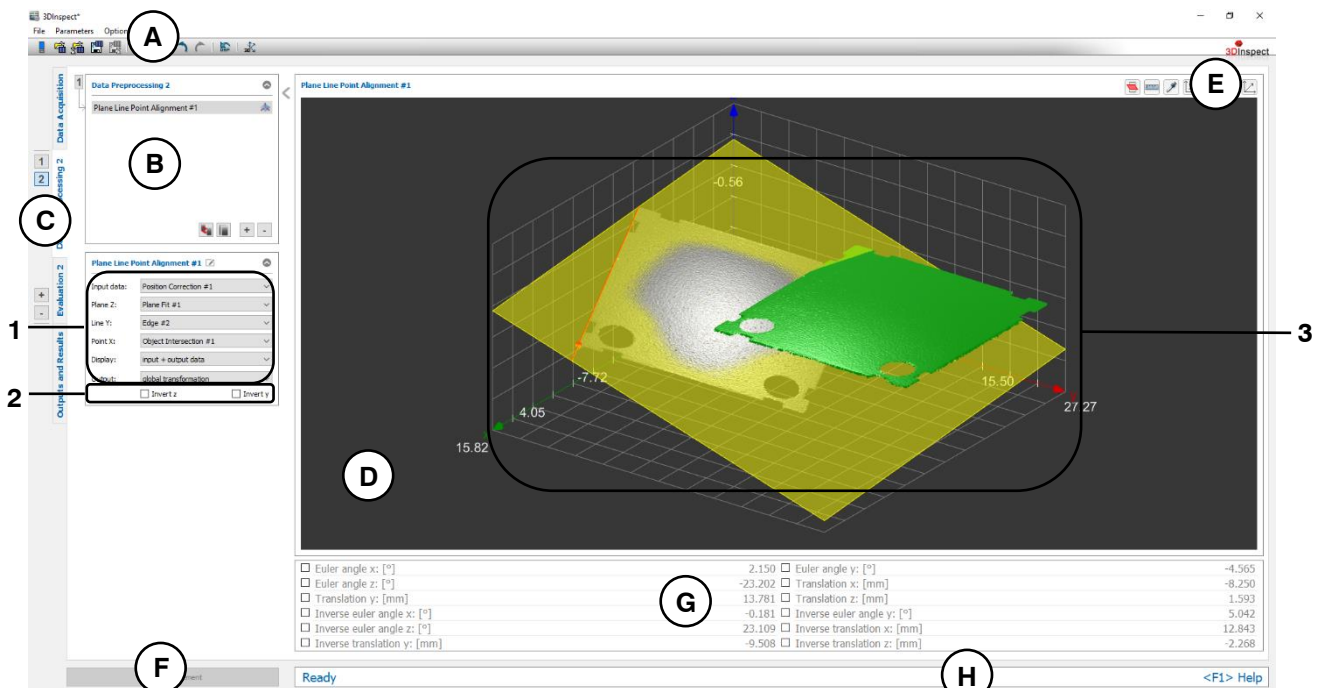 3DInspect*
File Parameters
A
3DInspect
E
Data Acquisition
1
Data Preprocessing 2
Plane Line Point Alignment #1
B
1
2
C
+ -
Plane Line Point Alignment #1
Input data: Position Correction #1
Plane Z: Plane Fit #1
Line Y: Edge #2
Point X: Object Intersection #1
Display: input + output data
Output: global transformation
Invert z Invert y
Evaluation 2
+
-
Outputs and Results
1
2
Plane Line Point Alignment #1
-0.56
-7.72
4.05
15.82
15.50
27.27
D
3
Euler angle x: [°] 2.150 Euler angle y: [°] -4.565
Euler angle z: [°] -23.202 Translation x: [mm] -8.250
Translation y: [mm] 13.781 Translation z: [mm] 1.593
Inverse euler angle x: [°] -0.181 Inverse euler angle y: [°] 5.042
Inverse euler angle z: [°] 23.109 Inverse translation x: [mm] 12.843
Inverse translation y: [mm] -9.508 Inverse translation z: [mm] -2.268
G
F
Ready
H
<F1> Help